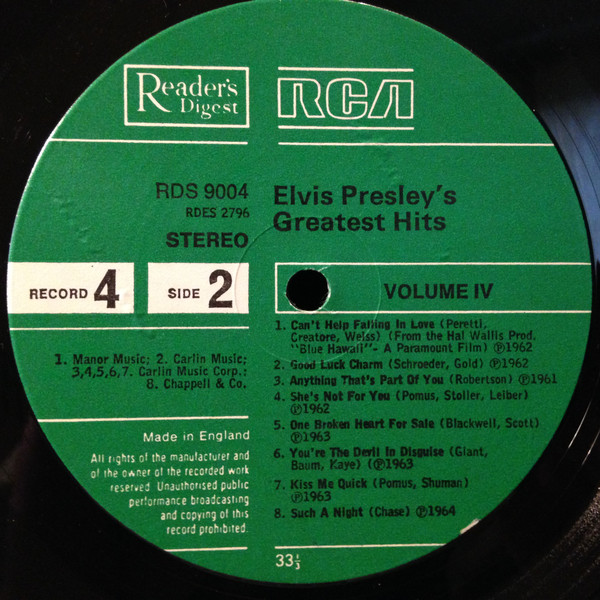 Reader's
Digest
RCA
RDS 9004
RDES 2796
STEREO
Elvis Presley's
Greatest Hits
RECORD 4
SIDE 2
VOLUME IV
1. Manor Music; 2. Carlin Music;
3,4,5,6,7. Carlin Music Corp.:
8. Chappell & Co.
Made in England
All rights of the manufacturer and
of the owner of the recorded work
reserved. Unauthorised public
performance broadcasting
and copying of this
record prohibited.
1. Can't Help Falling In Love (Peretti,
Creatore, Weiss) (From the Hal Wallis Prod.
"Blue Hawaii"- A Paramount Film) ℗1962
2. Good Luck Charm (Schroeder, Gold) ℗1962
3. Anything That's Part Of You (Robertson) ℗1961
4. She's Not For You (Pomus, Stoller, Leiber)
℗1962
5. One Broken Heart For Sale (Blackwell, Scott)
℗1963
6. You're The Devil In Disguise (Giant,
Baum, Kaye) (℗1963
7. Kiss Me Quick (Pomus, Shuman)
℗1963
8. Such A Night (Chase) ℗1964
33⅓